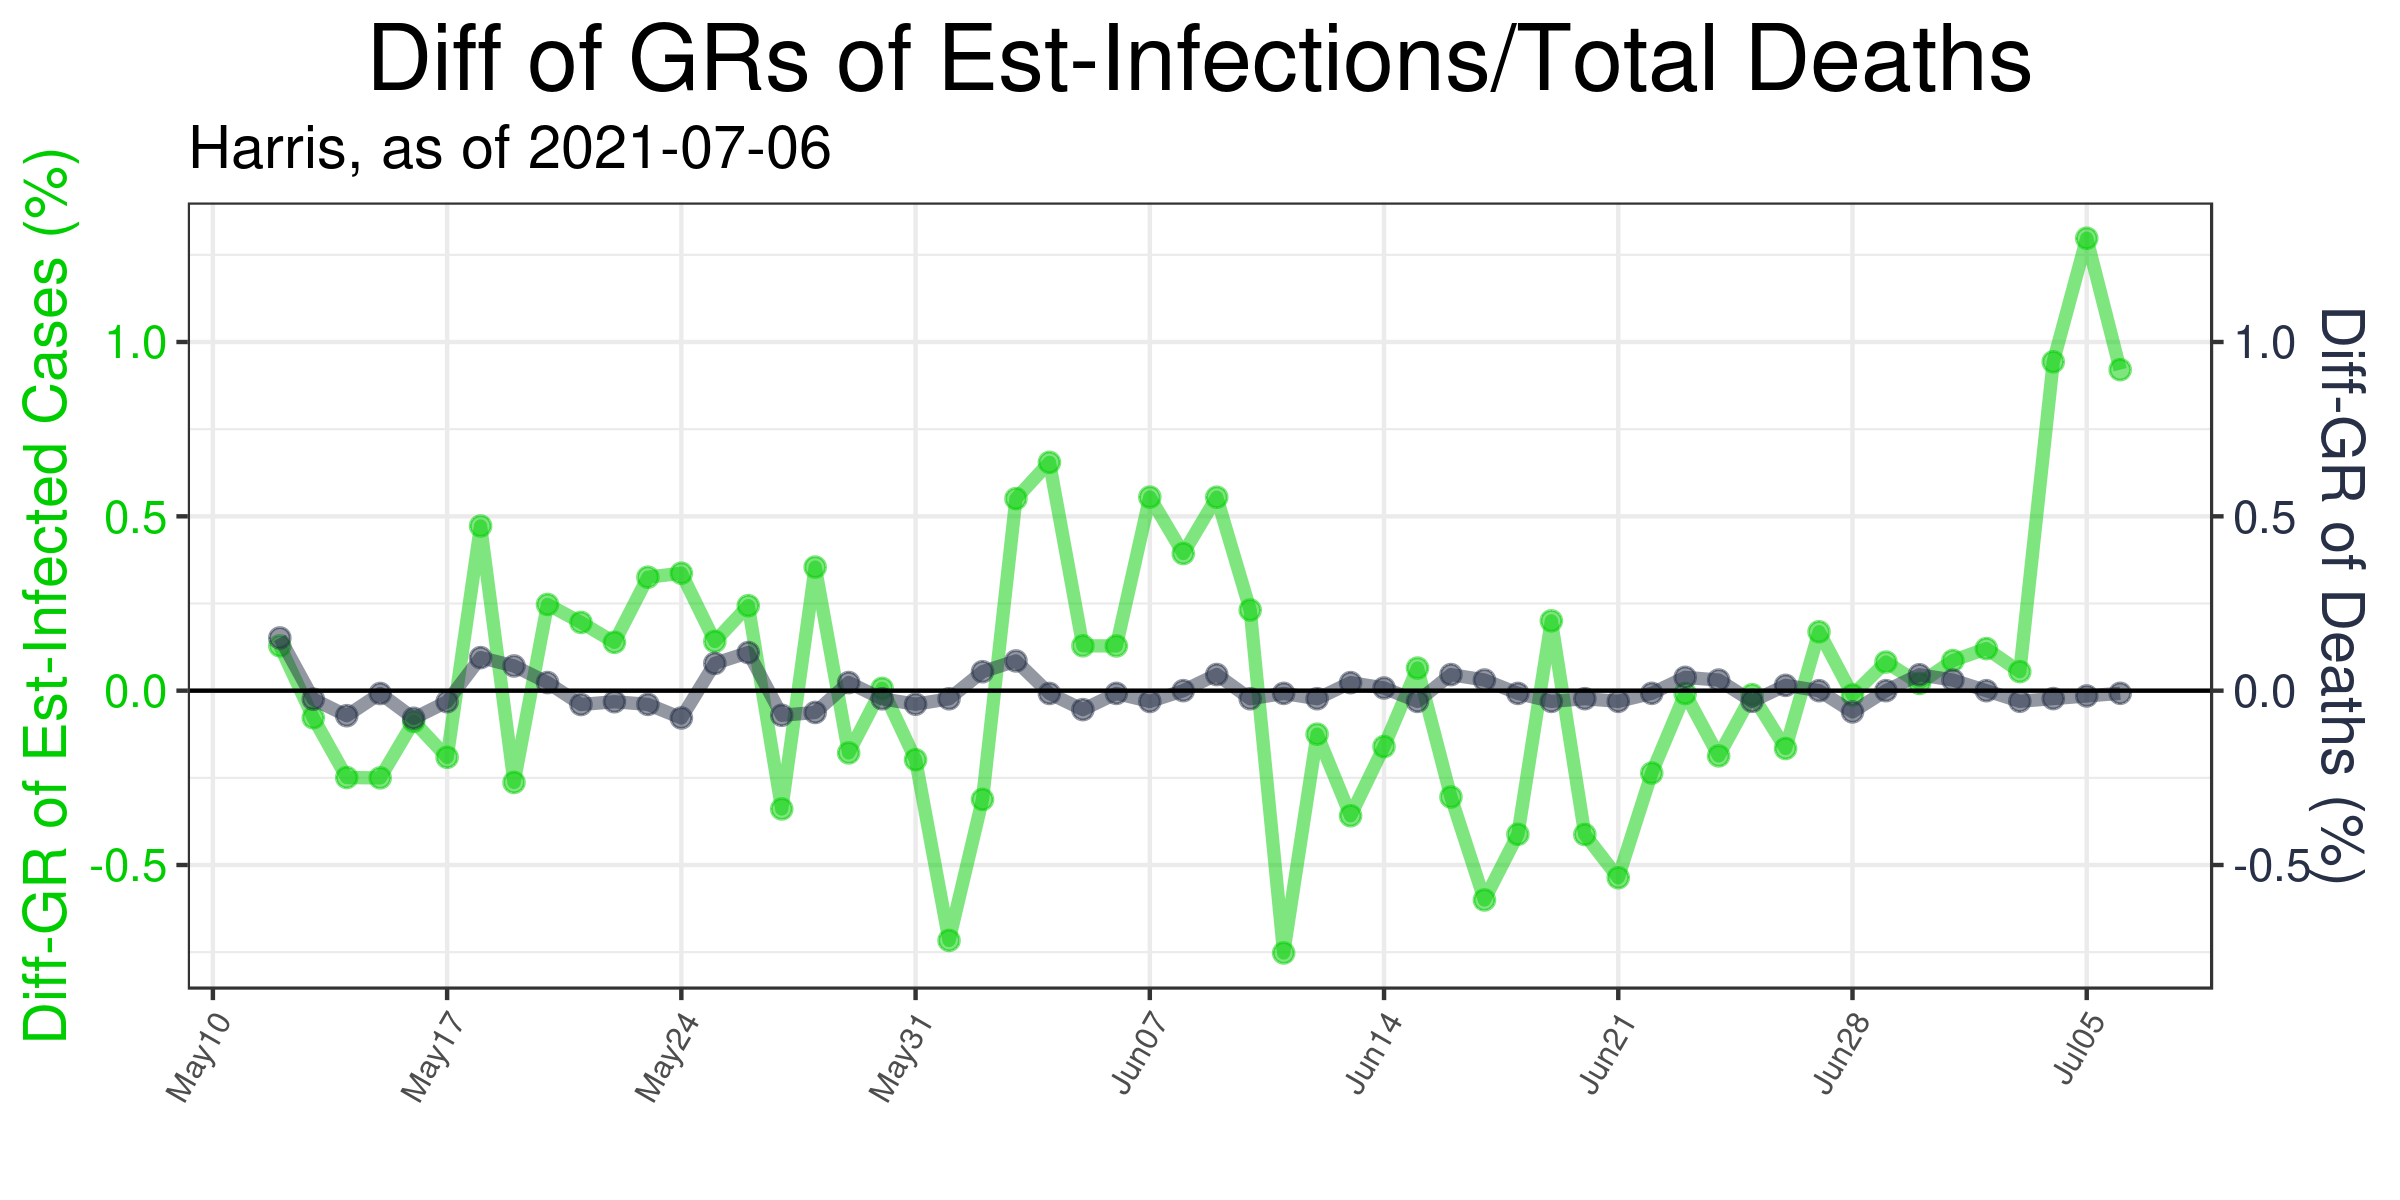 Diff of GRs of Est-Infections/Total Deaths
Harris, as of 2021-07-06
Diff-GR of Est-Infected Cases (%)
1.0
0.5
0.0
-0.5
1.0
0.5
0.0
-0.5
Diff-GR of Deaths (%)
May10 May17 May24 May31 Jun07 Jun14 Jun21 Jun28 Jul05